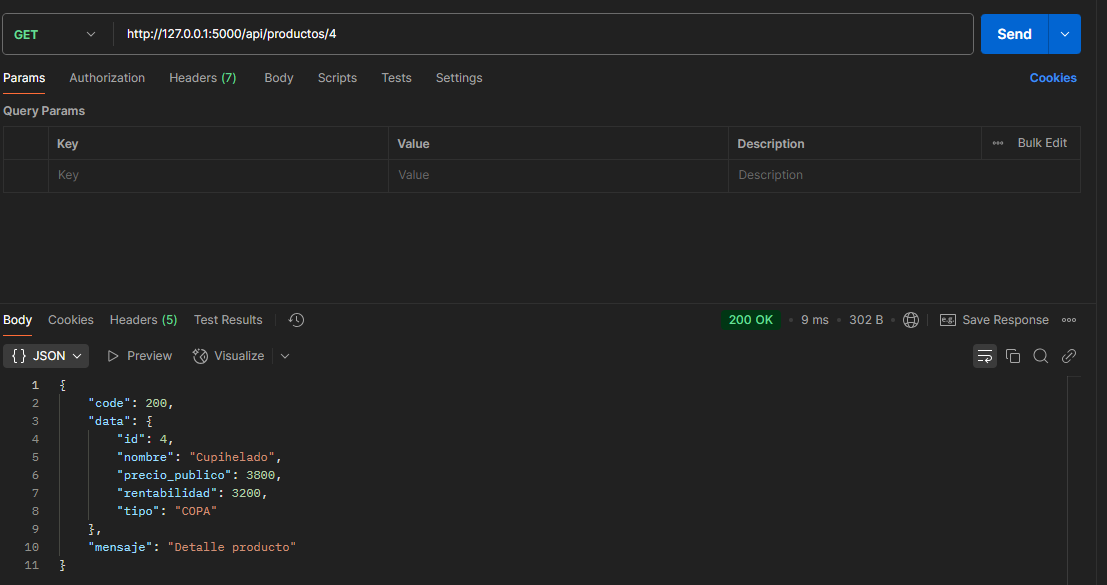 GET http://127.0.0.1:5000/api/productos/4 Send
Params Authorization Headers (7) Body Scripts Tests Settings Cookies
Query Params
Key Value Description Bulk Edit
Key Value Description
Body Cookies Headers (5) Test Results 200 OK 9 ms 302 B e.g. Save Response
{} JSON Preview Visualize
1 {
2 "code": 200,
3 "data": {
4 "id": 4,
5 "nombre": "Cupihelado",
6 "precio_publico": 3800,
7 "rentabilidad": 3200,
8 "tipo": "COPA"
9 },
10 "mensaje": "Detalle producto"
11 }